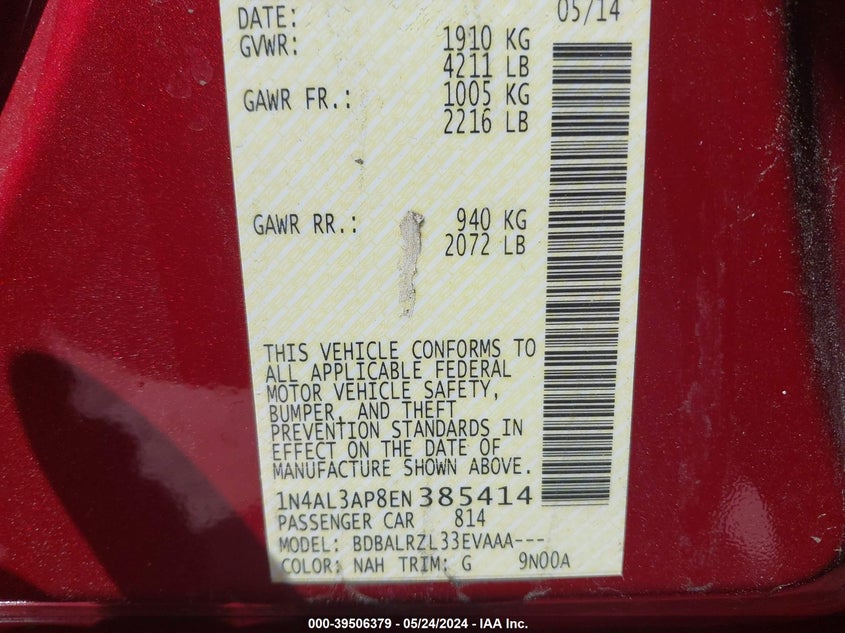 DATE: 05/14
GVWR: 1910 KG
4211 LB
GAWR FR.: 1005 KG
2216 LB
GAWR RR.: 940 KG
2072 LB
THIS VEHICLE CONFORMS TO
ALL APPLICABLE FEDERAL
MOTOR VEHICLE SAFETY,
BUMPER, AND THEFT
PREVENTION STANDARDS IN
EFFECT ON THE DATE OF
MANUFACTURE SHOWN ABOVE.
1N4AL3AP8EN385414
PASSENGER CAR 814
MODEL: BDBALRZL33EVAAA---
COLOR: NAH TRIM: G 9N00A
000-39506379 - 05/24/2024 - IAA Inc.